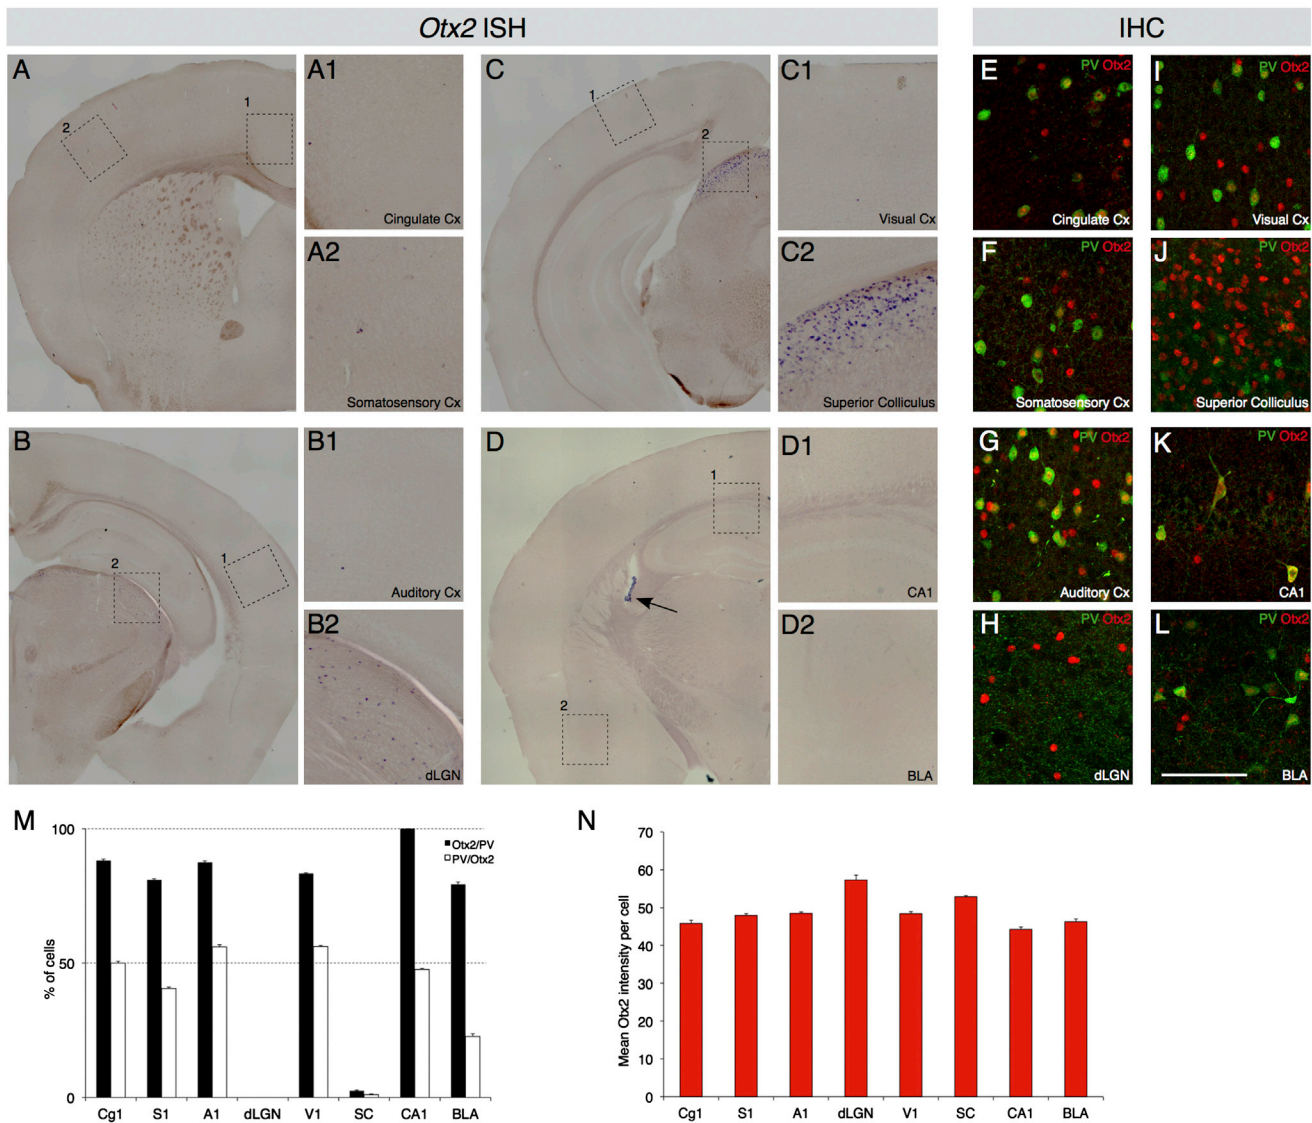 Otx2 ISH
IHC
A
1
2
A1
Cingulate Cx
A2
Somatosensory Cx
C
1
2
C1
Visual Cx
C2
Superior Colliculus
E
PV Otx2
Cingulate Cx
I
PV Otx2
Visual Cx
F
PV Otx2
Somatosensory Cx
J
PV Otx2
Superior Colliculus
B
1
2
B1
Auditory Cx
B2
dLGN
D
1
2
D1
CA1
D2
BLA
G
PV Otx2
Auditory Cx
K
PV Otx2
CA1
H
PV Otx2
dLGN
L
PV Otx2
BLA
M
% of cells
100
50
0
Otx2/PV
PV/Otx2
Cg1 S1 A1 dLGN V1 SC CA1 BLA
N
Mean Otx2 intensity per cell
70
60
50
40
30
20
10
0
Cg1 S1 A1 dLGN V1 SC CA1 BLA